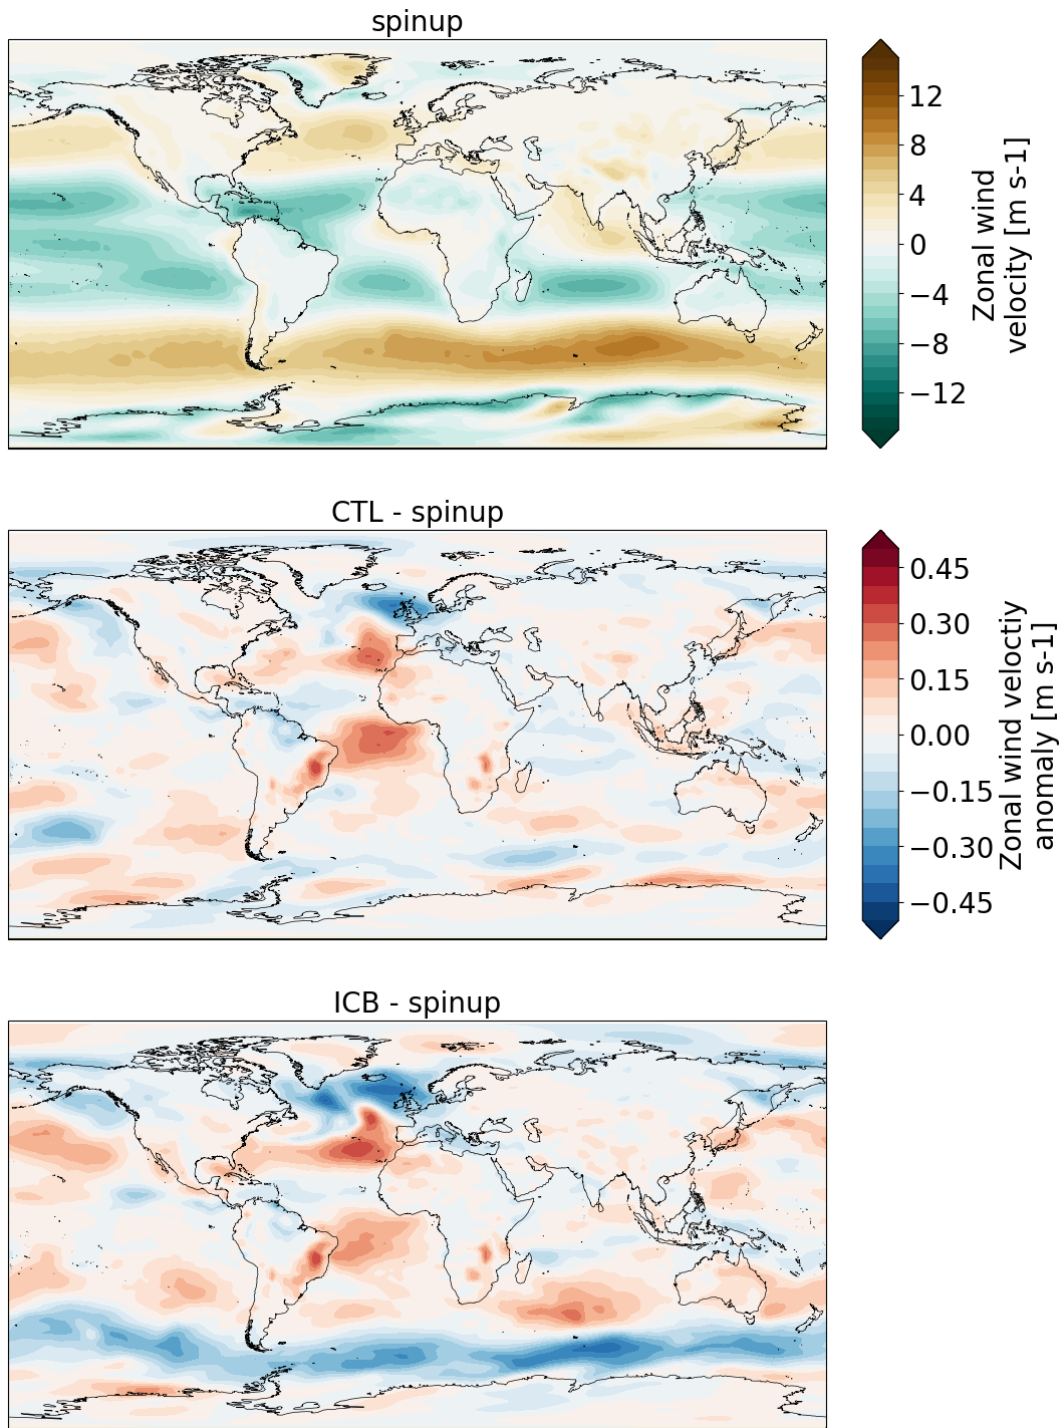 spinup
12
8
4
0
−4
−8
−12
Zonal wind
velocity [m s-1]
CTL - spinup
0.45
0.30
0.15
0.00
−0.15
−0.30
−0.45
Zonal wind veloctiy
anomaly [m s-1]
ICB - spinup